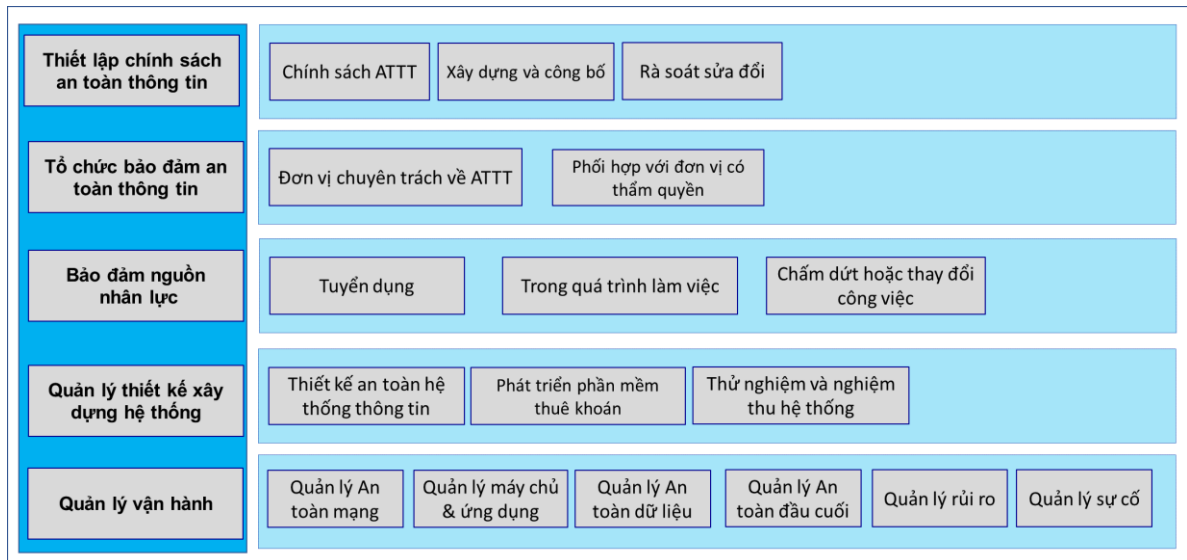 Thiết lập chính sách
an toàn thông tin
Chính sách ATTT
Xây dựng và công bố
Rà soát sửa đổi
Tổ chức bảo đảm an
toàn thông tin
Đơn vị chuyên trách về ATTT
Phối hợp với đơn vị có
thẩm quyền
Bảo đảm nguồn
nhân lực
Tuyển dụng
Trong quá trình làm việc
Chấm dứt hoặc thay đổi
công việc
Quản lý thiết kế xây
dựng hệ thống
Thiết kế an toàn hệ
thống thông tin
Phát triển phần mềm
thuê khoán
Thử nghiệm và nghiệm
thu hệ thống
Quản lý vận hành
Quản lý An
toàn mạng
Quản lý máy chủ
& ứng dụng
Quản lý An
toàn dữ liệu
Quản lý An
toàn đầu cuối
Quản lý rủi ro
Quản lý sự cố